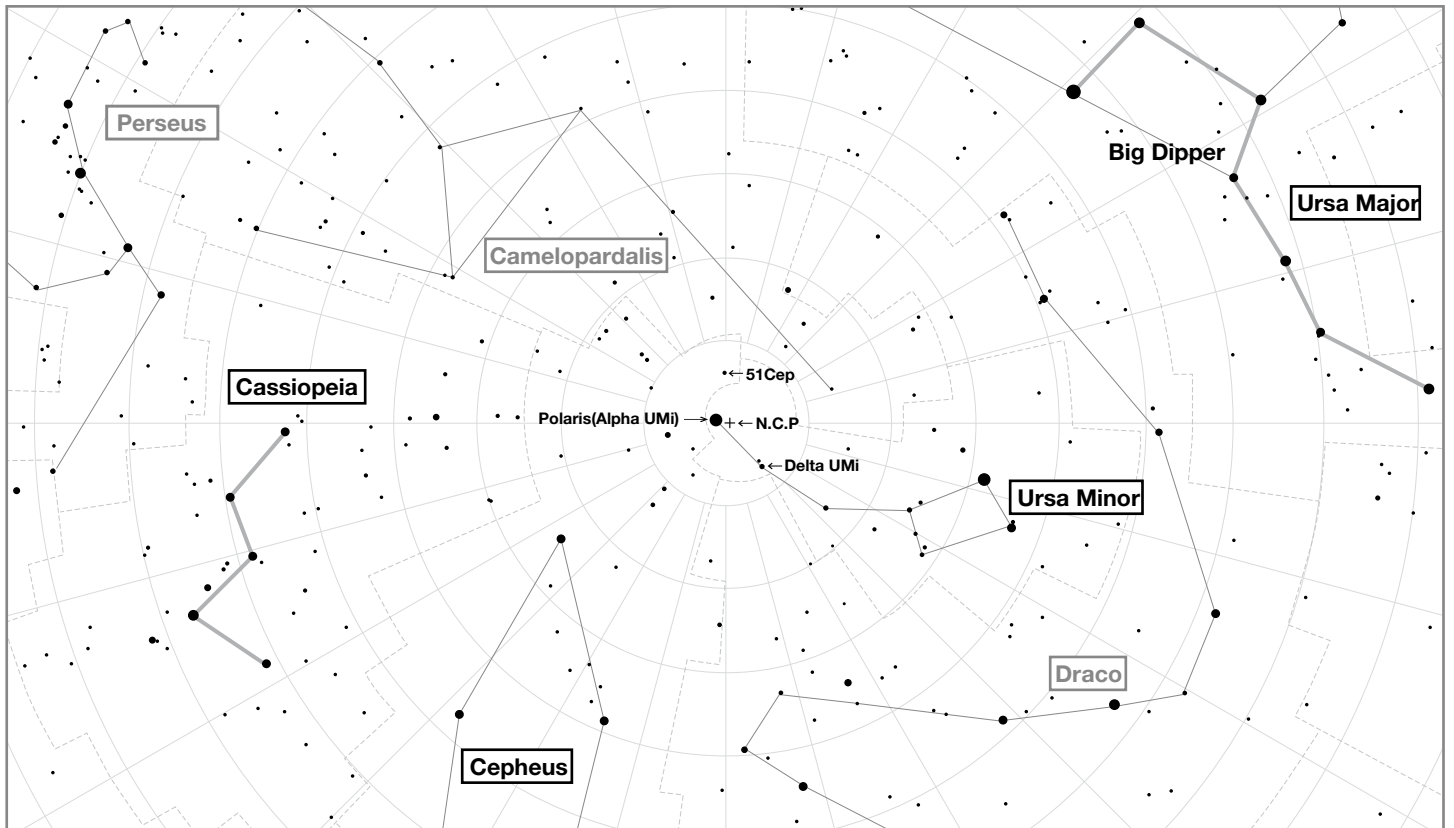 Perseus
Big Dipper
Ursa Major
Camelopardalis
51Cep
Cassiopeia
Polaris(Alpha UMi)
N.C.P
Delta UMi
Ursa Minor
Draco
Cepheus